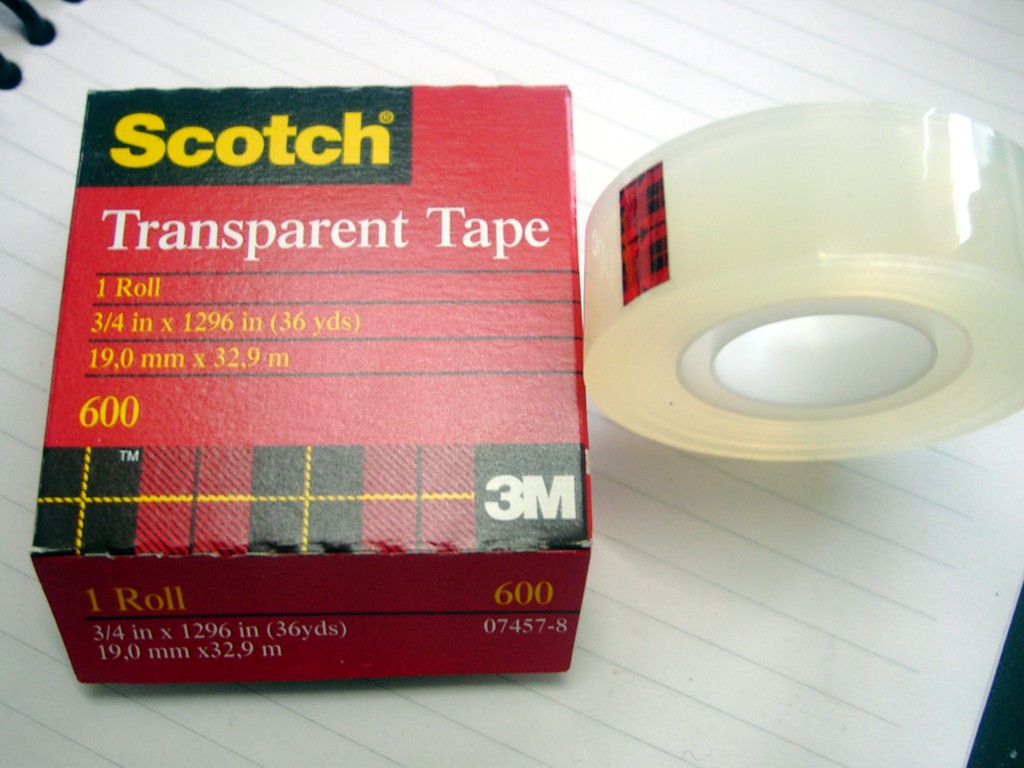 Scotch®
Transparent Tape
1 Roll
3/4 in x 1296 in (36 yds)
19,0 mm x 32,9 m
600
TM
3M
1 Roll 600
3/4 in x 1296 in (36yds) 07457-8
19,0 mm x32,9 m